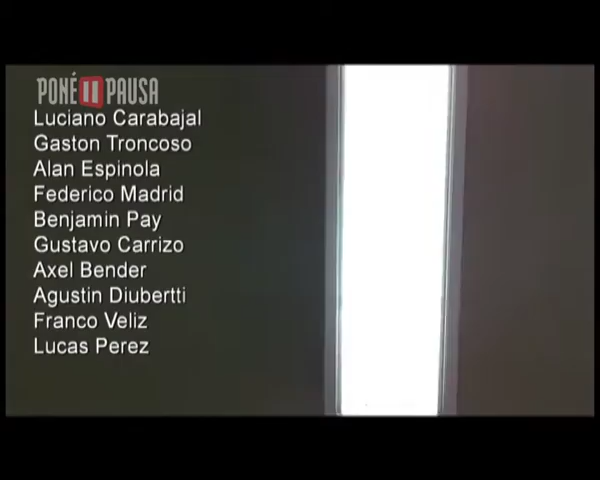 PONÉ PAUSA
Luciano Carabajal
Gaston Troncoso
Alan Espinola
Federico Madrid
Benjamin Pay
Gustavo Carrizo
Axel Bender
Agustin Diubertti
Franco Veliz
Lucas Perez